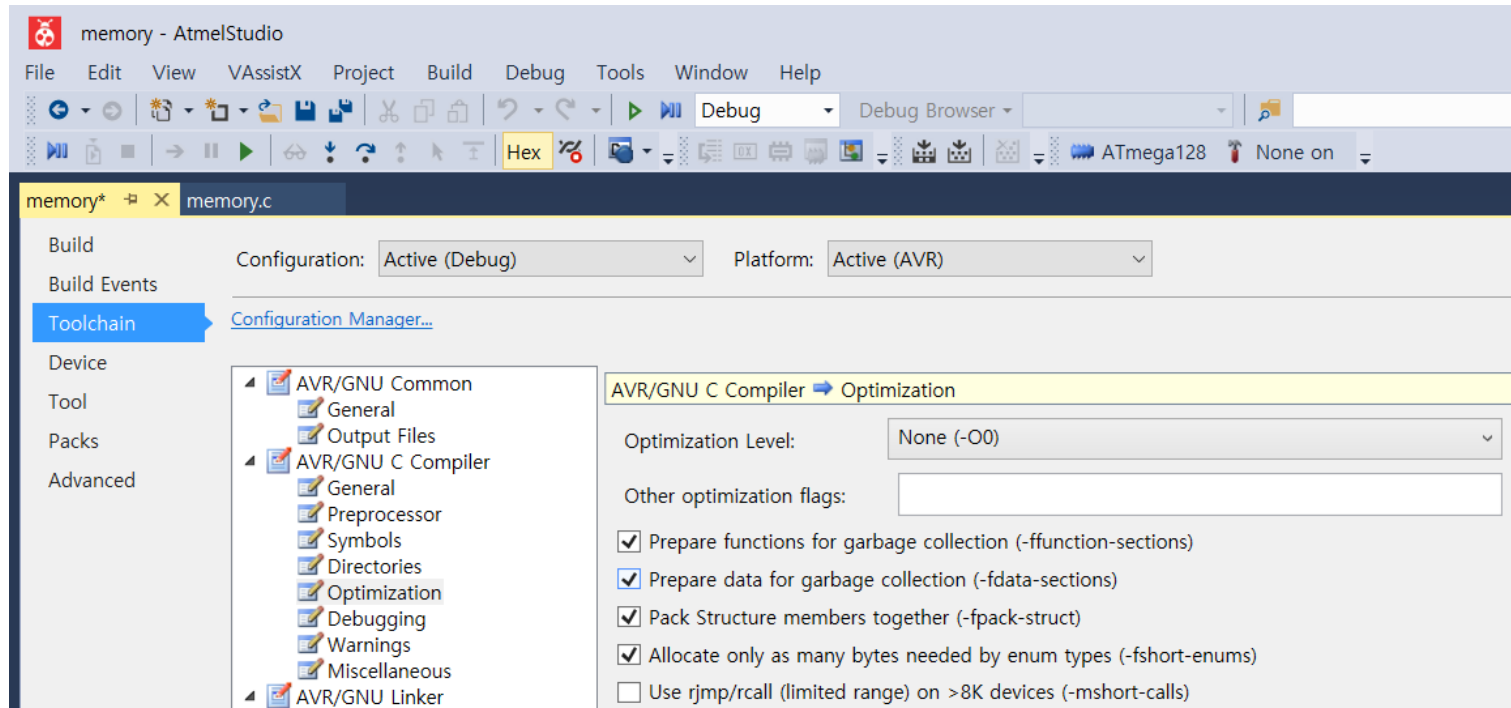 memory - AtmelStudio
File Edit View VAssistX Project Build Debug Tools Window Help
Debug Debug Browser
Hex ATmega128 None on
memory* memory.c
Build
Build Events
Toolchain
Device
Tool
Packs
Advanced
Configuration: Active (Debug) Platform: Active (AVR)
Configuration Manager...
AVR/GNU Common
General
Output Files
AVR/GNU C Compiler
General
Preprocessor
Symbols
Directories
Optimization
Debugging
Warnings
Miscellaneous
AVR/GNU Linker
AVR/GNU C Compiler Optimization
Optimization Level: None (-O0)
Other optimization flags:
Prepare functions for garbage collection (-ffunction-sections)
Prepare data for garbage collection (-fdata-sections)
Pack Structure members together (-fpack-struct)
Allocate only as many bytes needed by enum types (-fshort-enums)
Use rjmp/rcall (limited range) on >8K devices (-mshort-calls)